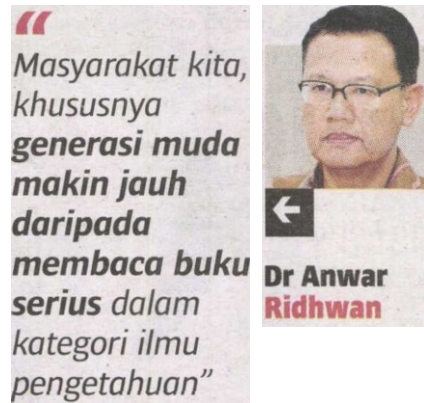 “
Masyarakat kita,
khususnya
generasi muda
makin jauh
daripada
membaca buku
serius dalam
kategori ilmu
pengetahuan”
Dr Anwar
Ridhwan